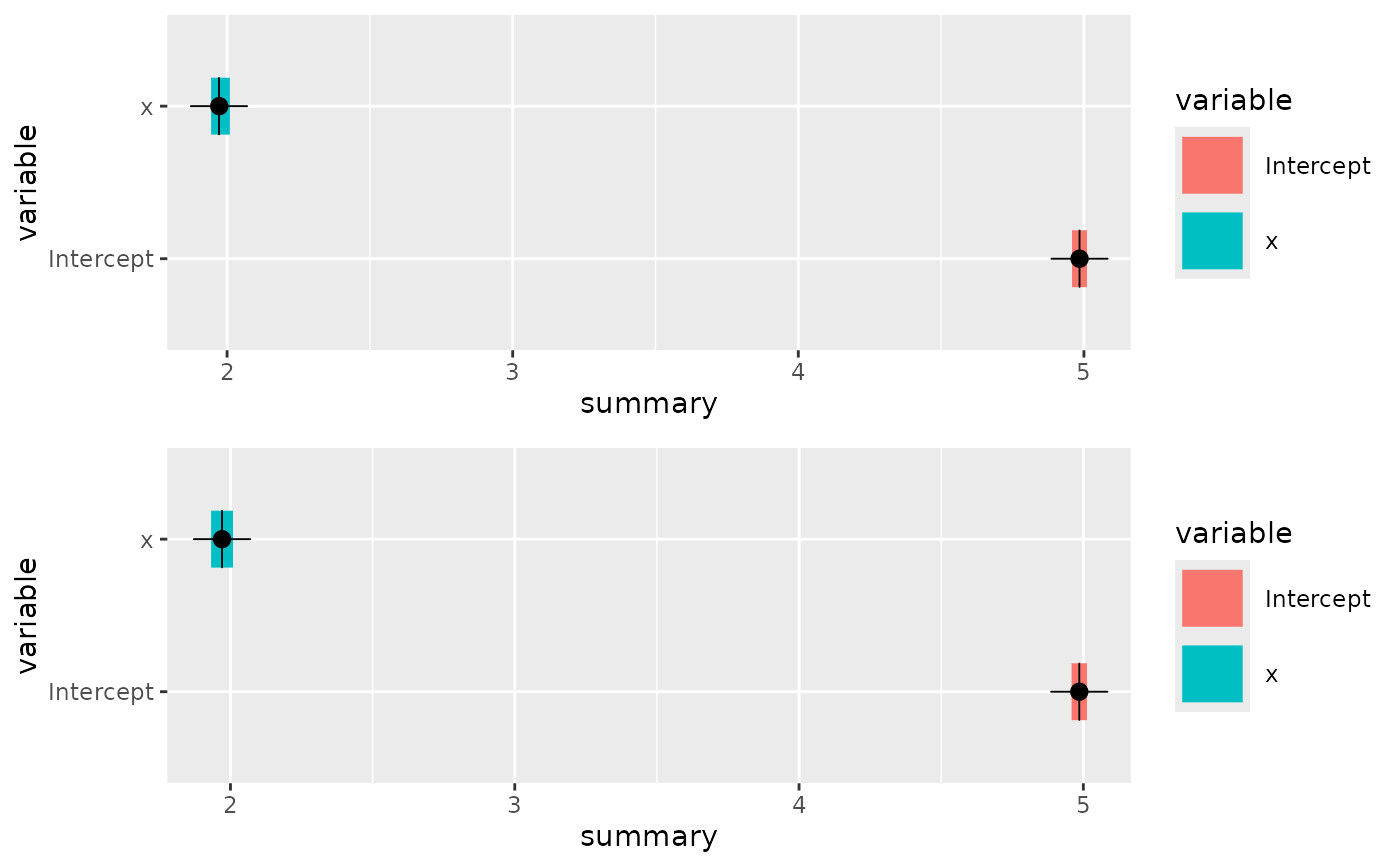 variable
x
Intercept
2 3 4 5
summary
variable
Intercept
x
variable
x
Intercept
2 3 4 5
summary
variable
Intercept
x